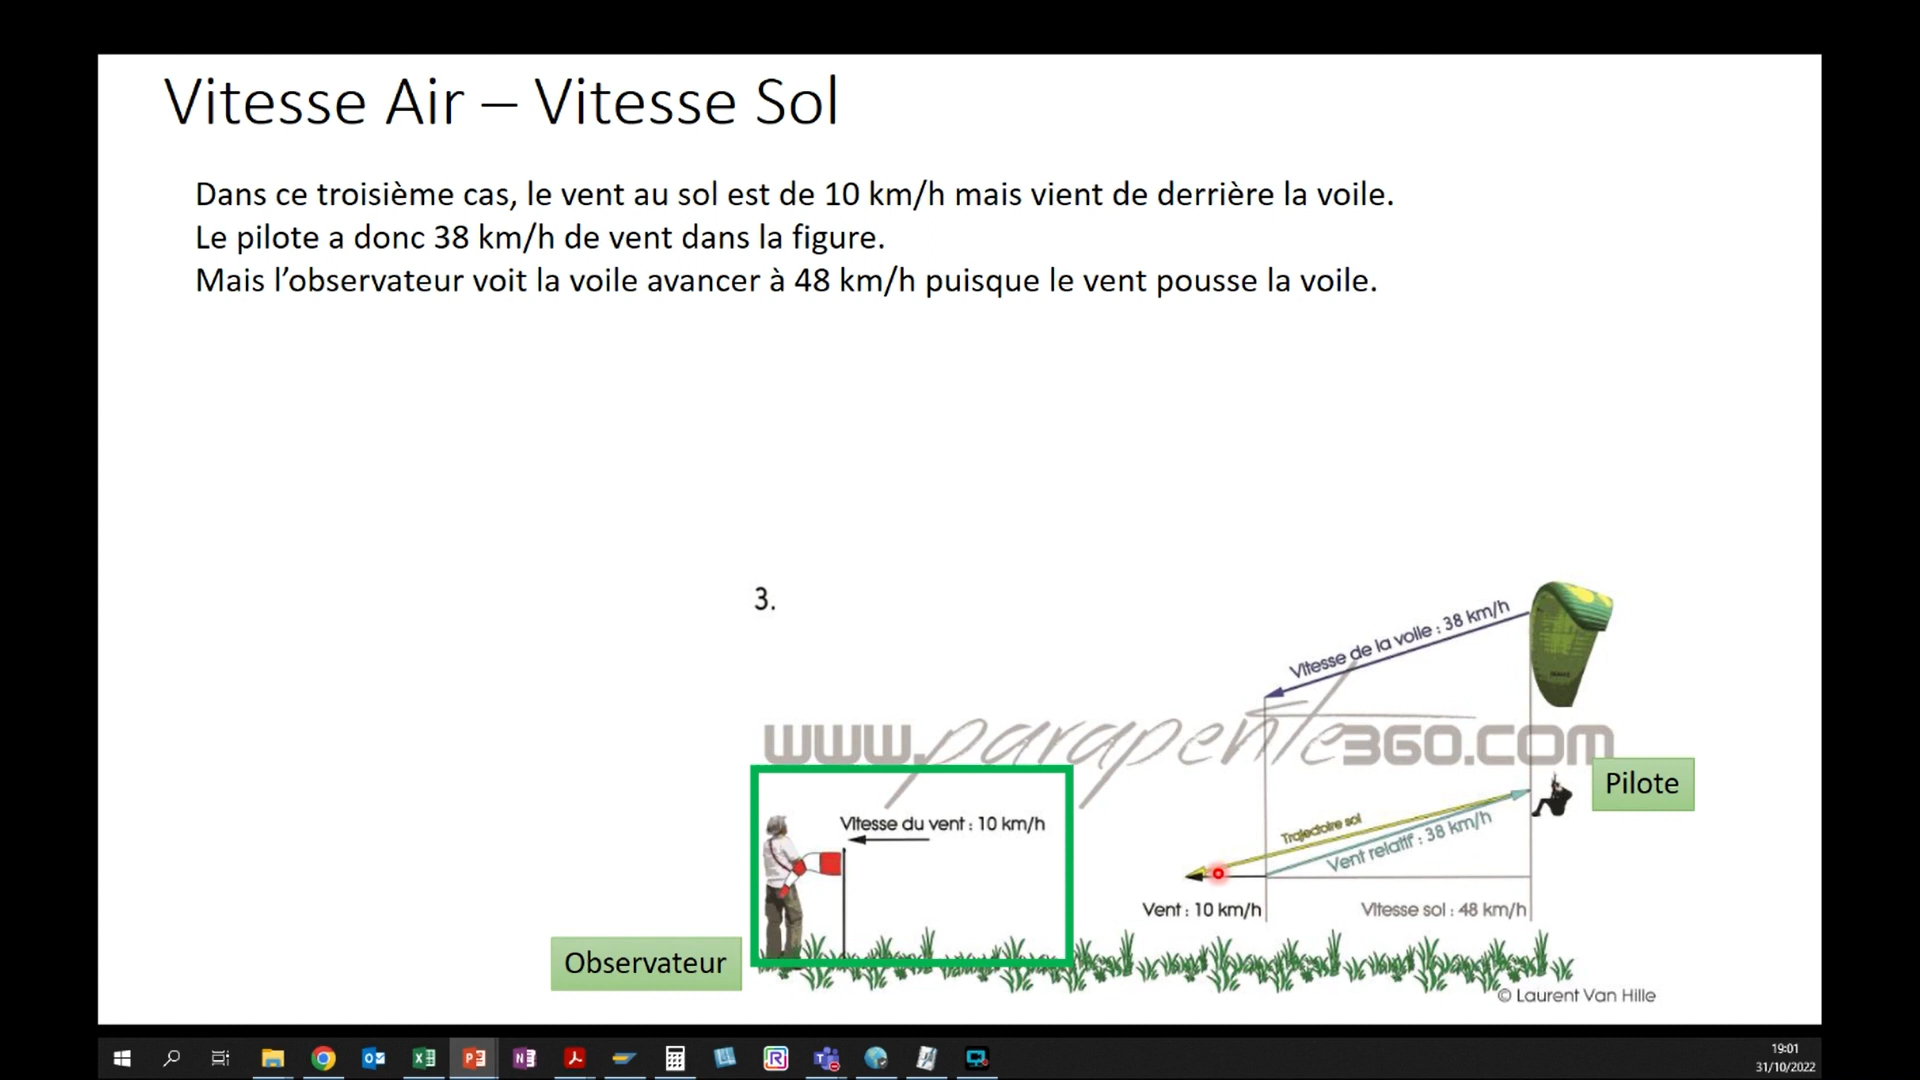 Vitesse Air – Vitesse Sol
Dans ce troisième cas, le vent au sol est de 10 km/h mais vient de derrière la voile.
Le pilote a donc 38 km/h de vent dans la figure.
Mais l’observateur voit la voile avancer à 48 km/h puisque le vent pousse la voile.
3.
Vitesse de la voile : 38 km/h
www.parapente360.com
Pilote
Vitesse du vent : 10 km/h
Trajectoire sol
Vent relatif : 38 km/h
Vent : 10 km/h
Vitesse sol : 48 km/h
Observateur
© Laurent Van Hille
19:01
31/10/2022